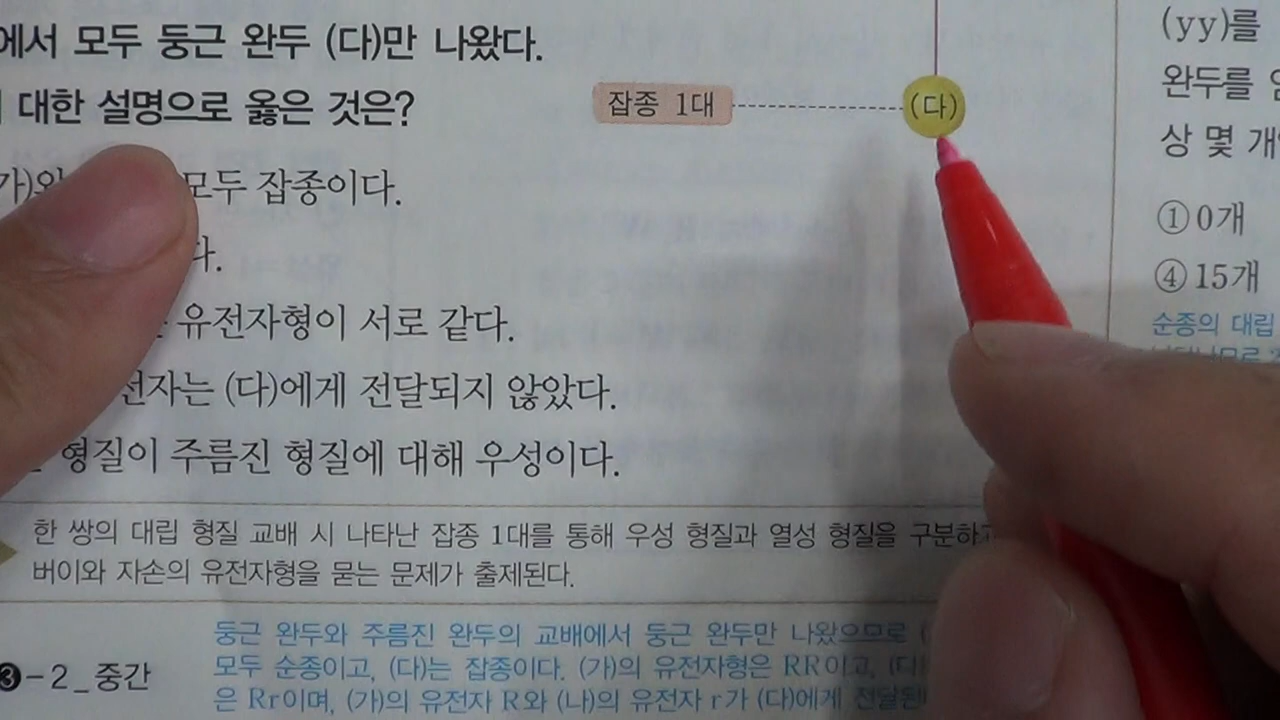 에서 모두 둥근 완두 (다)만 나왔다.
대한 설명으로 옳은 것은?
모두 잡종이다.
다.
유전자형이 서로 같다.
전자는 (다)에게 전달되지 않았다.
형질이 주름진 형질에 대해 우성이다.
한 쌍의 대립 형질 교배 시 나타난 잡종 1대를 통해 우성 형질과 열성 형질을 구분하고
버이와 자손의 유전자형을 묻는 문제가 출제된다.
❸-2_중간
둥근 완두와 주름진 완두의 교배에서 둥근 완두만 나왔으므로 (
모두 순종이고, (다)는 잡종이다. (가)의 유전자형은 RR이고, (다)
은 Rr이며, (가)의 유전자 R와 (나)의 유전자 r가 (다)에게 전달된
잡종 1대
(다)
(yy)를
완두를
상 몇 개
① 0개
④ 15개
순종의 대립